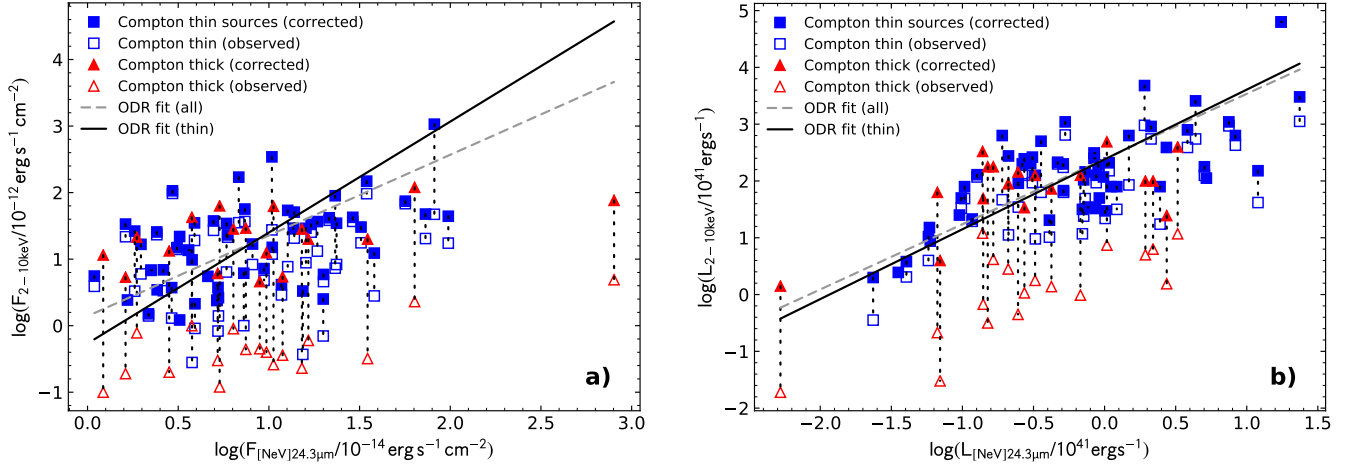 Compton thin sources (corrected)
Compton thin (observed)
Compton thick (corrected)
Compton thick (observed)
ODR fit (all)
ODR fit (thin)
a)
4
3
2
1
0
−1
0.0 0.5 1.0 1.5 2.0 2.5 3.0
log(F[NeV]24.3μm/10−14 erg s−1 cm−2)
log(F2−10keV/10−12 erg s−1 cm−2)
Compton thin sources (corrected)
Compton thin (observed)
Compton thick (corrected)
Compton thick (observed)
ODR fit (all)
ODR fit (thin)
b)
5
4
3
2
1
0
−1
−2
−2.0 −1.5 −1.0 −0.5 0.0 0.5 1.0 1.5
log(L[NeV]24.3μm/1041 ergs−1)
log(L2−10keV/1041 ergs−1)